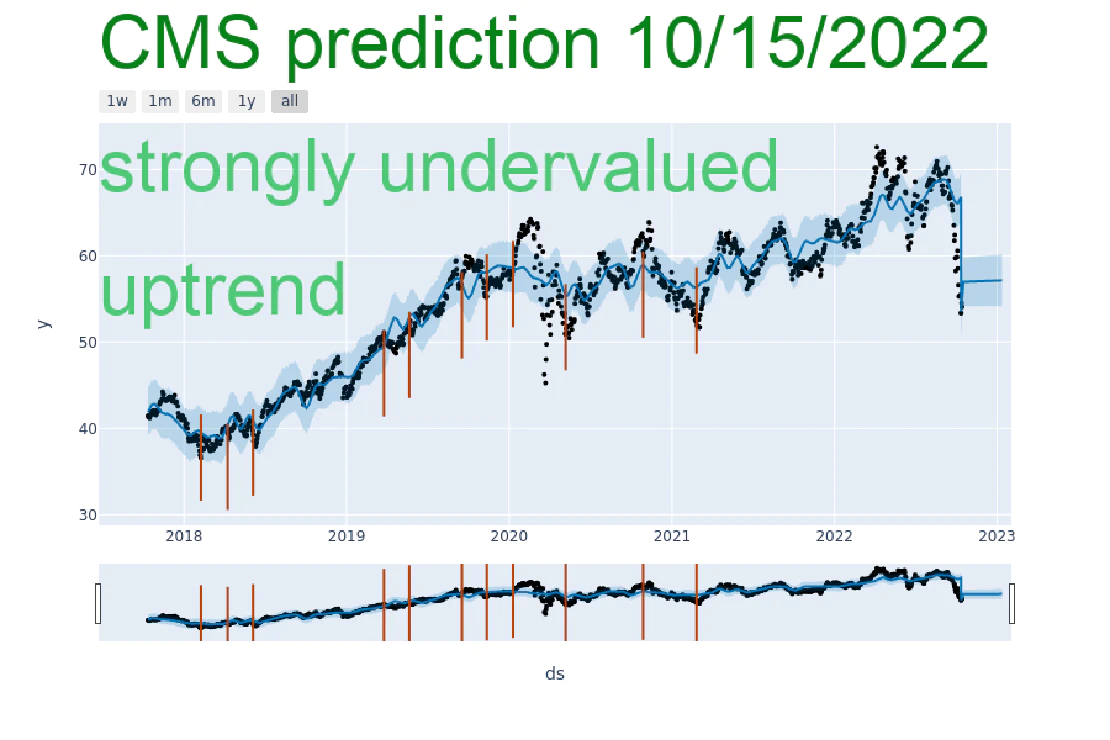 CMS prediction 10/15/2022
1w 1m 6m 1y all
strongly undervalued
uptrend
70
60
50
40
30
y
2018 2019 2020 2021 2022 2023
ds